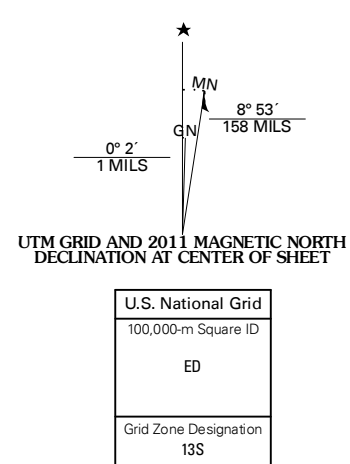 MN
8° 53´
158 MILS
GN
0° 2´
1 MILS
UTM GRID AND 2011 MAGNETIC NORTH
DECLINATION AT CENTER OF SHEET
U.S. National Grid
100,000-m Square ID
ED
Grid Zone Designation
13S